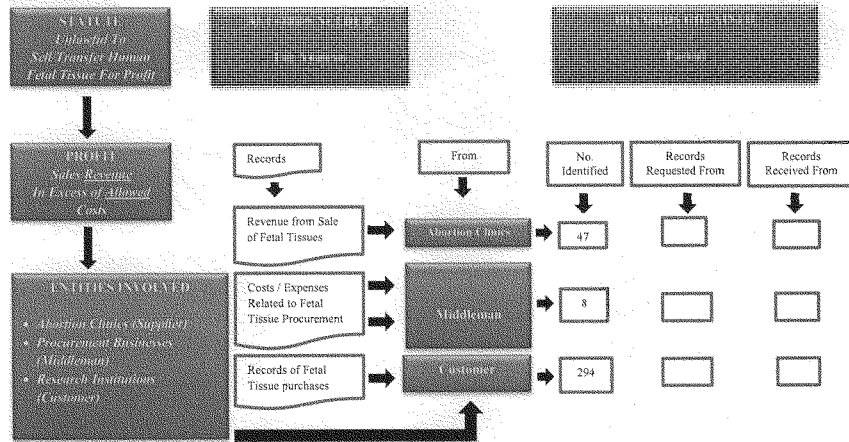 STATUTE
Unlawful To
Sell/Transfer Human
Fetal Tissue For Profit
PROFIT
Sales Revenue
In Excess of Allowed
Costs
Records
From
No.
Identified
Records
Requested From
Records
Received From
Revenue from Sale
of Fetal Tissues
Abortion Clinics
47
ENTITIES INVOLVED
• Abortion Clinics (Supplier)
• Procurement Businesses
(Middleman)
• Research Institutions
(Customer)
Costs / Expenses
Related to Fetal
Tissue Procurement
Middleman
8
Records of Fetal
Tissue purchases
Customer
294